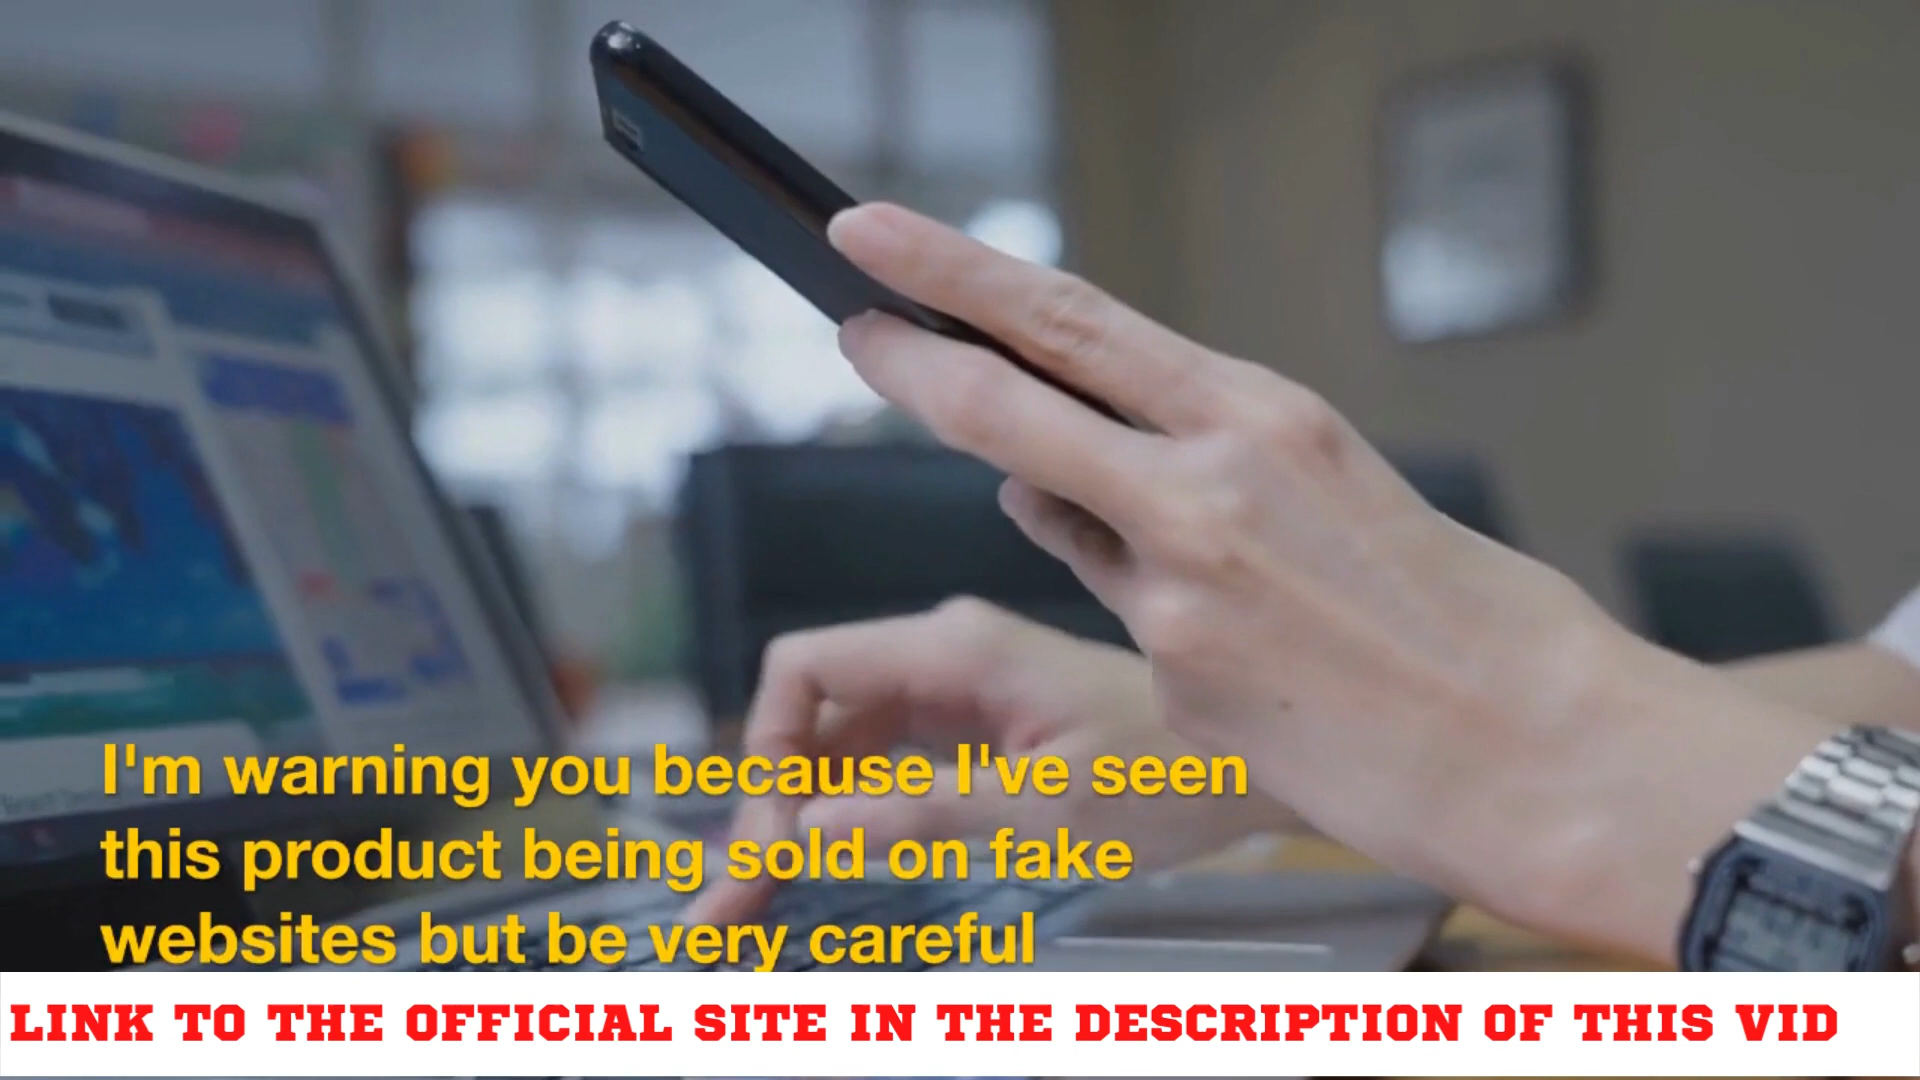 I'm warning you because I've seen
this product being sold on fake
websites but be very careful
LINK TO THE OFFICIAL SITE IN THE DESCRIPTION OF THIS VID